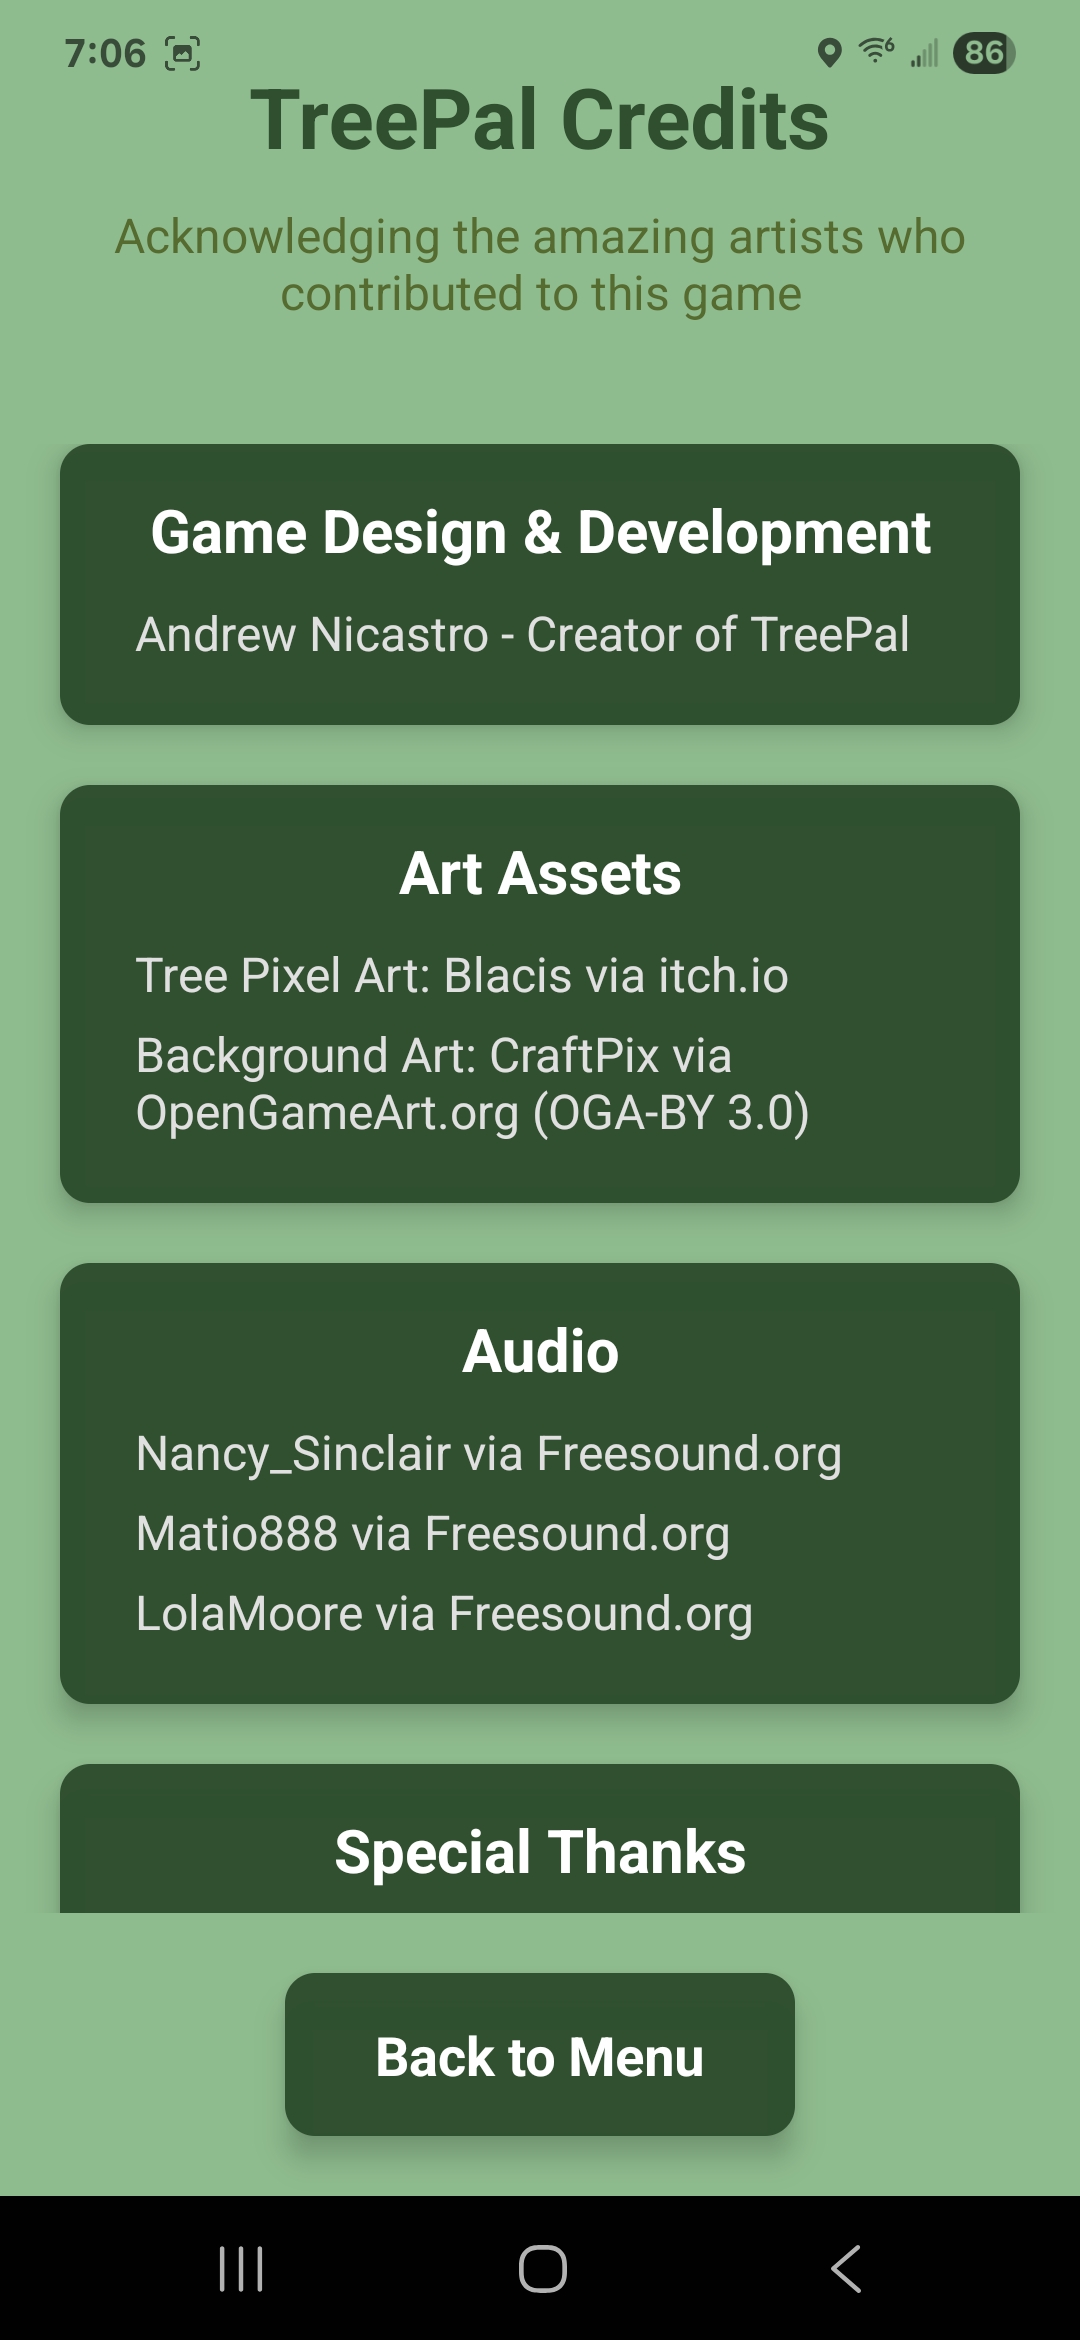 7:06
6
86
TreePal Credits
Acknowledging the amazing artists who
contributed to this game
Game Design & Development
Andrew Nicastro - Creator of TreePal
Art Assets
Tree Pixel Art: Blacis via itch.io
Background Art: CraftPix via
OpenGameArt.org (OGA-BY 3.0)
Audio
Nancy_Sinclair via Freesound.org
Matio888 via Freesound.org
LolaMoore via Freesound.org
Special Thanks
Back to Menu